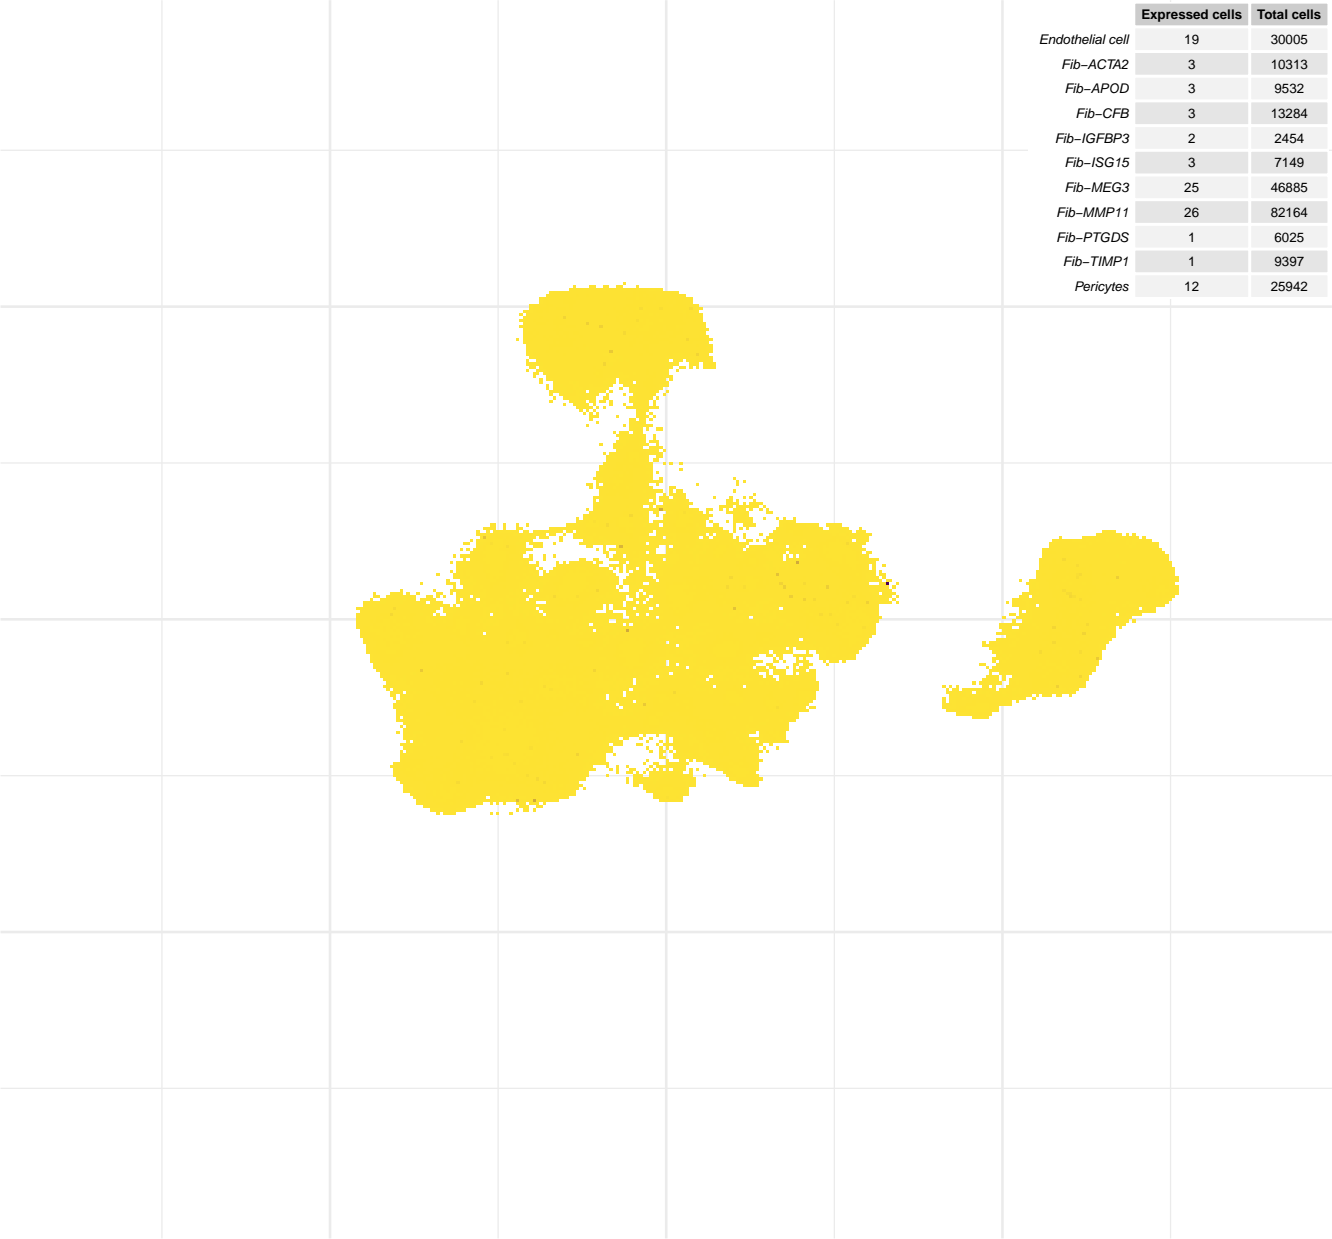 Expressed cells Total cells
Endothelial cell 19 30005
Fib−ACTA2 3 10313
Fib−APOD 3 9532
Fib−CFB 3 13284
Fib−IGFBP3 2 2454
Fib−ISG15 3 7149
Fib−MEG3 25 46885
Fib−MMP11 26 82164
Fib−PTGDS 1 6025
Fib−TIMP1 1 9397
Pericytes 12 25942